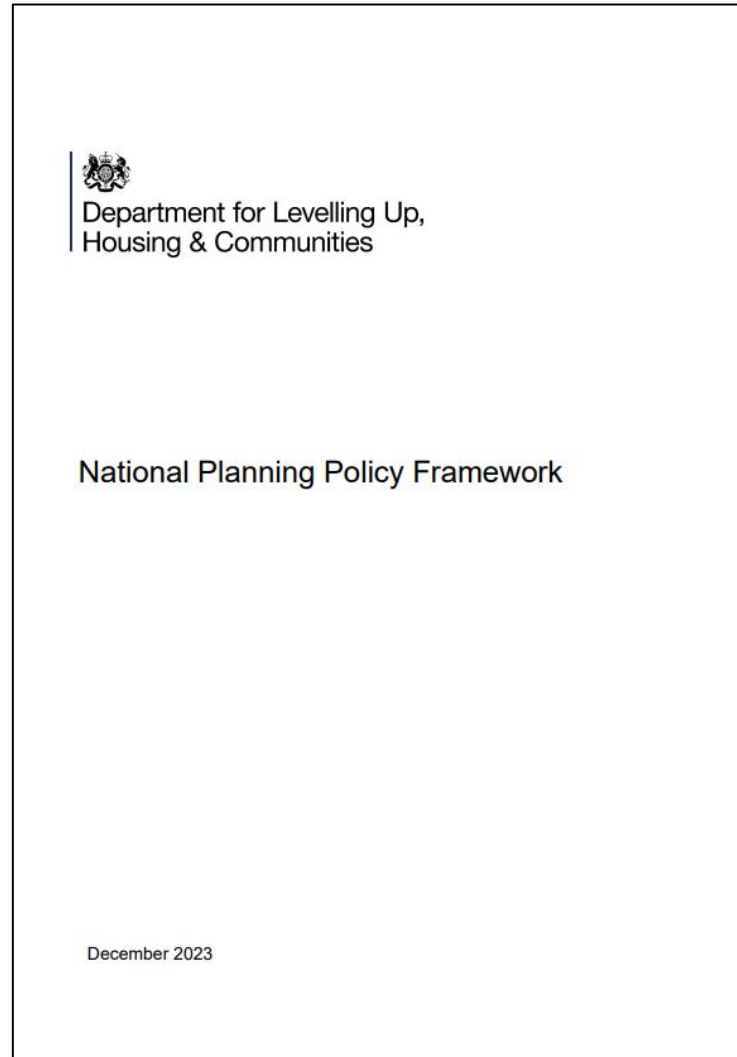 Department for Levelling Up,
Housing & Communities
National Planning Policy Framework
December 2023